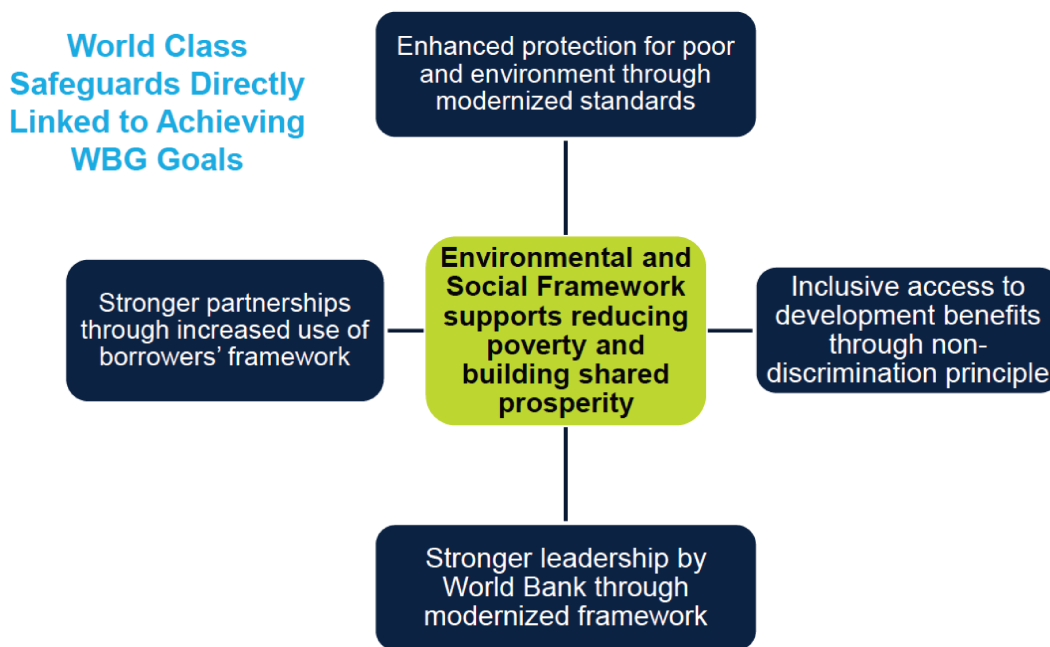 World Class
Safeguards Directly
Linked to Achieving
WBG Goals
Enhanced protection for poor
and environment through
modernized standards
Stronger partnerships
through increased use of
borrowers’ framework
Environmental and
Social Framework
supports reducing
poverty and
building shared
prosperity
Inclusive access to
development benefits
through non-
discrimination principle
Stronger leadership by
World Bank through
modernized framework